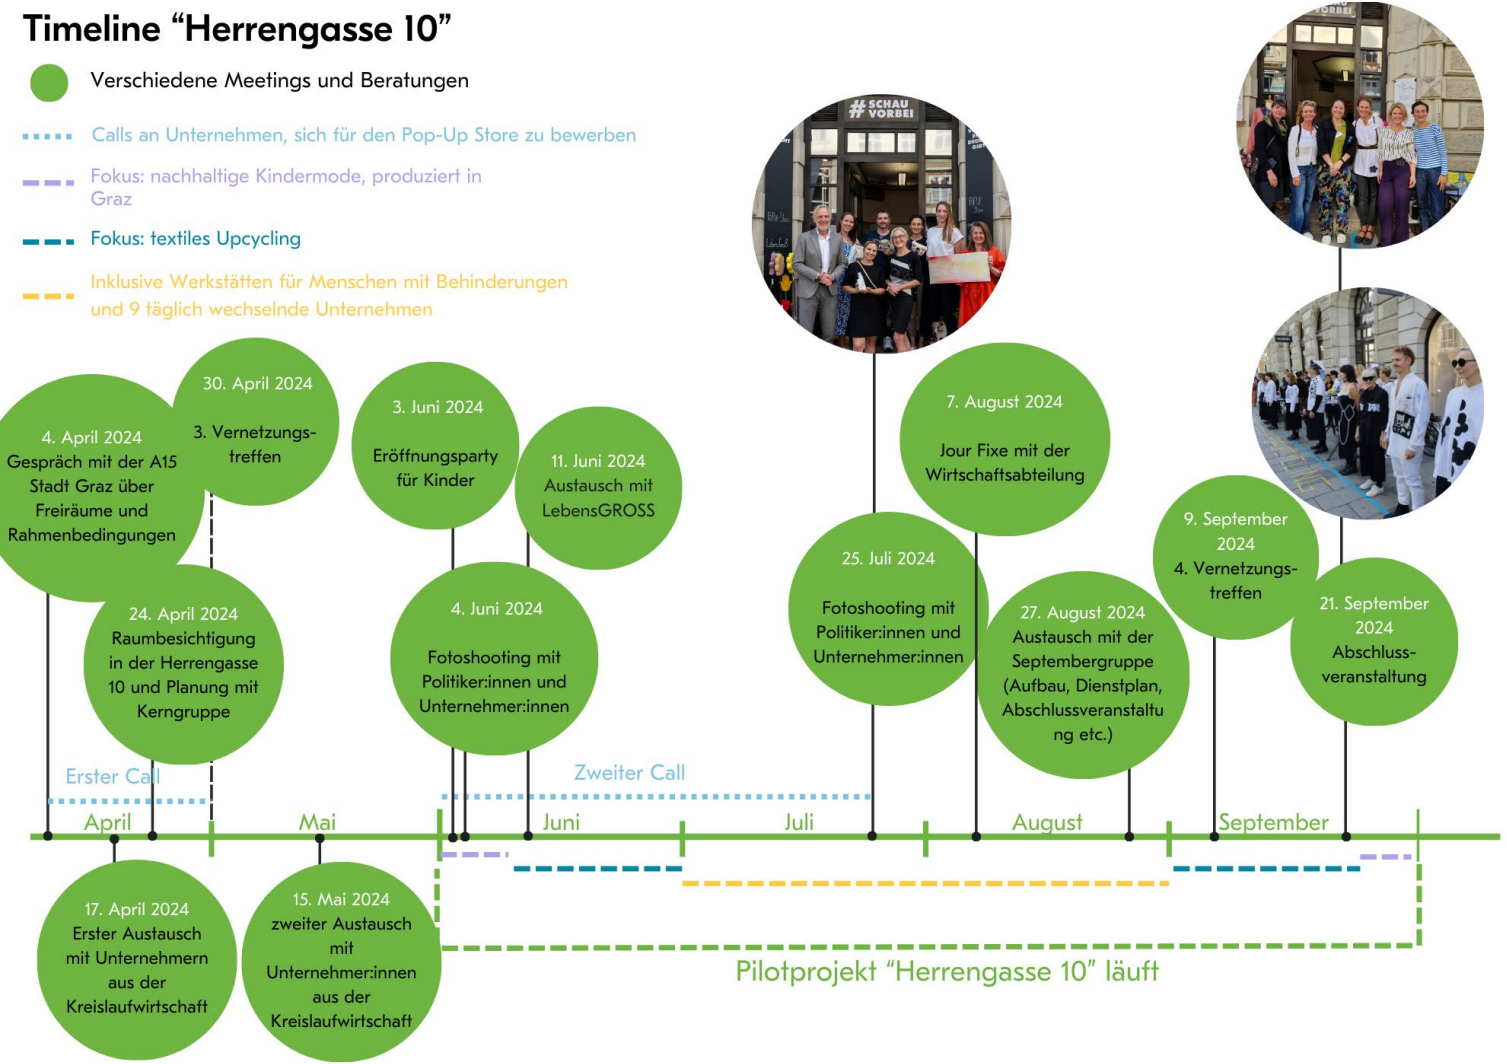 Timeline “Herrengasse 10”
Verschiedene Meetings und Beratungen
Calls an Unternehmen, sich für den Pop-Up Store zu bewerben
Fokus: nachhaltige Kindermode, produziert in
Graz
Fokus: textiles Upcycling
Inklusive Werkstätten für Menschen mit Behinderungen
und 9 täglich wechselnde Unternehmen
# SCHAU
VORBEI
VORBEI
4. April 2024
Gespräch mit der A15
Stadt Graz über
Freiräume und
Rahmenbedingungen
30. April 2024
3. Vernetzungs-
treffen
24. April 2024
Raumbesichtigung
in der Herrengasse
10 und Planung mit
Kerngruppe
3. Juni 2024
Eröffnungsparty
für Kinder
11. Juni 2024
Austausch mit
LebensGROSS
4. Juni 2024
Fotoshooting mit
Politiker:innen und
Unternehmer:innen
25. Juli 2024
Fotoshooting mit
Politiker:innen und
Unternehmer:innen
7. August 2024
Jour Fixe mit der
Wirtschaftsabteilung
27. August 2024
Austausch mit der
Septembergruppe
(Aufbau, Dienstplan,
Abschlussveranstaltu
ng etc.)
9. September
2024
4. Vernetzungs-
treffen
21. September
2024
Abschluss-
veranstaltung
Erster Call
Zweiter Call
April
Mai
Juni
Juli
August
September
17. April 2024
Erster Austausch
mit Unternehmern
aus der
Kreislaufwirtschaft
15. Mai 2024
zweiter Austausch
mit
Unternehmer:innen
aus der
Kreislaufwirtschaft
Pilotprojekt “Herrengasse 10” läuft